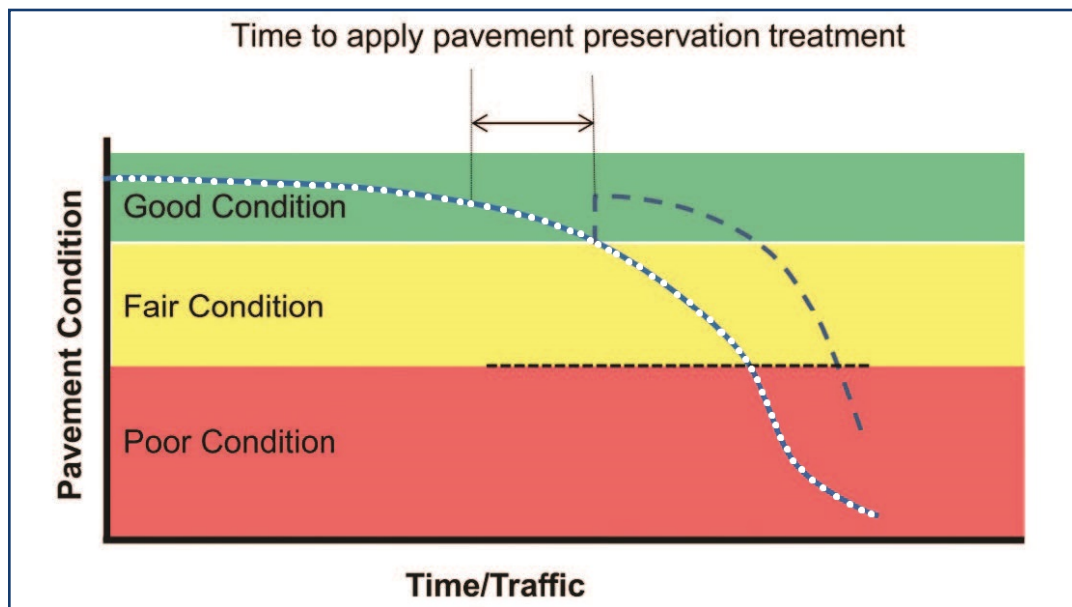 Time to apply pavement preservation treatment
Good Condition
Fair Condition
Poor Condition
Pavement Condition
Time/Traffic